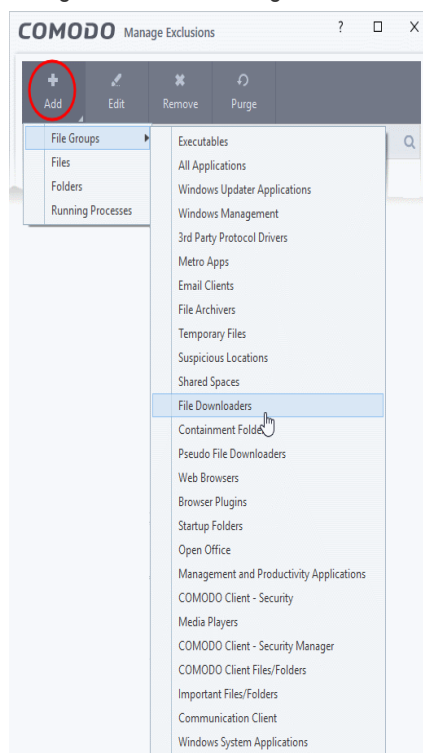 COMODO Manage Exclusions ? X
Add Edit Remove Purge
File Groups
Files
Folders
Running Processes
Executables
All Applications
Windows Updater Applications
Windows Management
3rd Party Protocol Drivers
Metro Apps
Email Clients
File Archivers
Temporary Files
Suspicious Locations
Shared Spaces
File Downloaders
Containment Folde
Pseudo File Downloaders
Web Browsers
Browser Plugins
Startup Folders
Open Office
Management and Productivity Applications
COMODO Client - Security
Media Players
COMODO Client - Security Manager
COMODO Client Files/Folders
Important Files/Folders
Communication Client
Windows System Applications